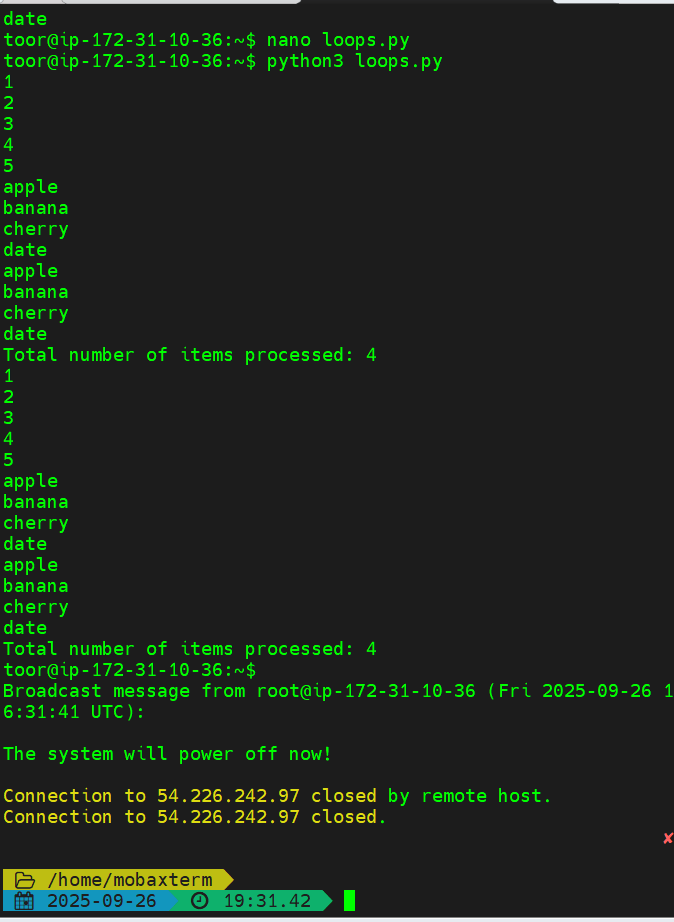 date
toor@ip-172-31-10-36:~$ nano loops.py
toor@ip-172-31-10-36:~$ python3 loops.py
1
2
3
4
5
apple
banana
cherry
date
apple
banana
cherry
date
Total number of items processed: 4
1
2
3
4
5
apple
banana
cherry
date
apple
banana
cherry
date
Total number of items processed: 4
toor@ip-172-31-10-36:~$
Broadcast message from root@ip-172-31-10-36 (Fri 2025-09-26 1
6:31:41 UTC):
The system will power off now!
Connection to 54.226.242.97 closed by remote host.
Connection to 54.226.242.97 closed.
✘
/home/mobaxterm
2025-09-26 19:31.42